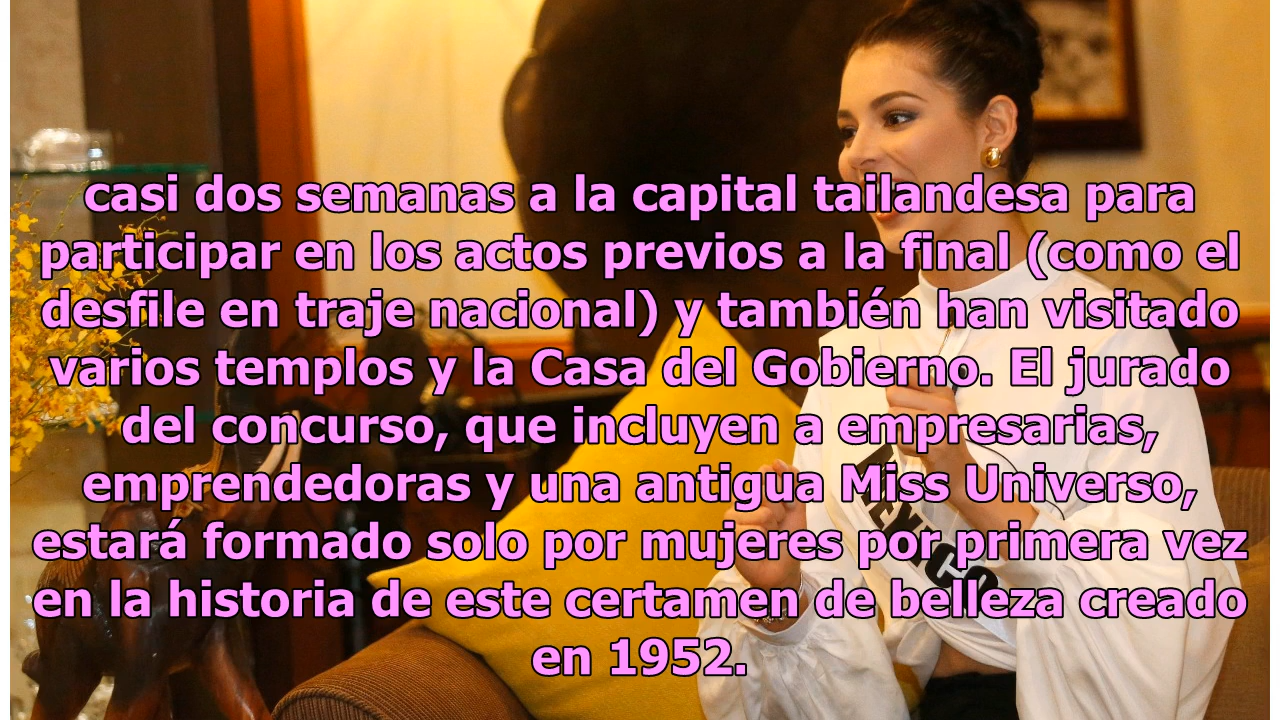 casi dos semanas a la capital tailandesa para
participar en los actos previos a la final (como el
desfile en traje nacional) y también han visitado
varios templos y la Casa del Gobierno. El jurado
del concurso, que incluyen a empresarias,
emprendedoras y una antigua Miss Universo,
estará formado solo por mujeres por primera vez
en la historia de este certamen de belleza creado
en 1952.
MEXICO